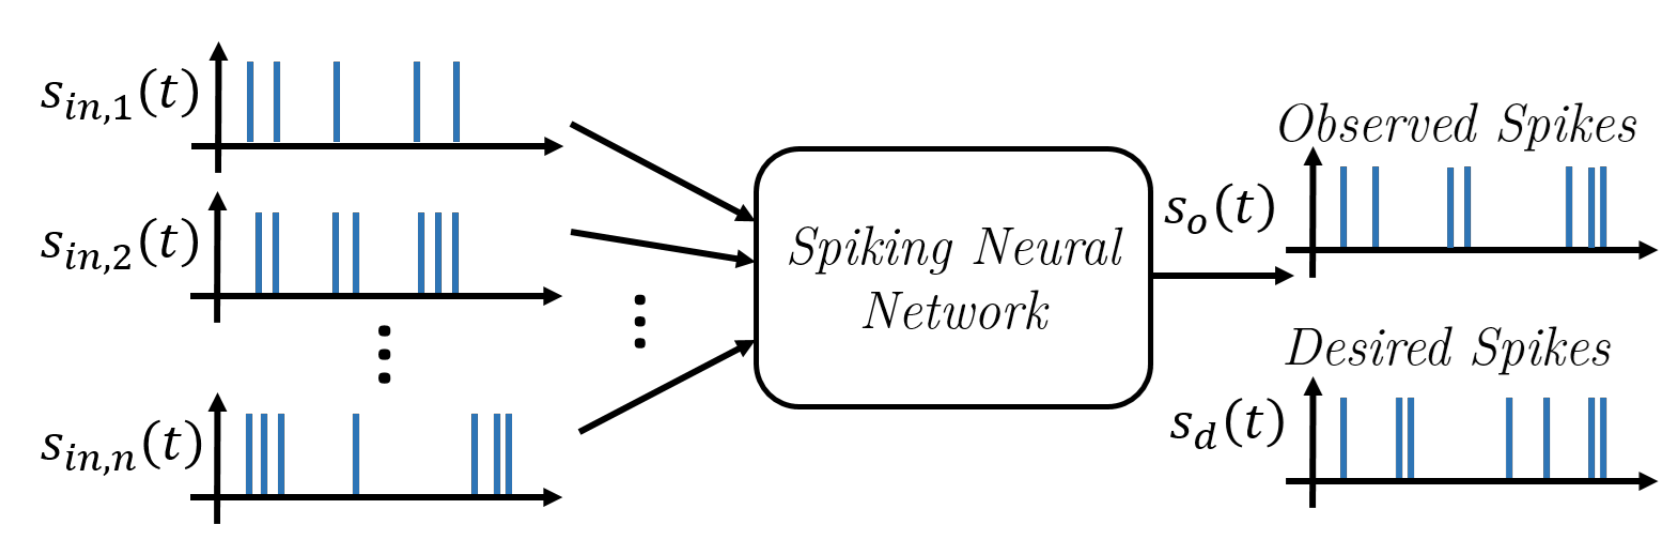 s_{in,1}(t)
s_{in,2}(t)
s_{in,n}(t)
Spiking Neural
Network
s_o(t)
Observed Spikes
Desired Spikes
s_d(t)